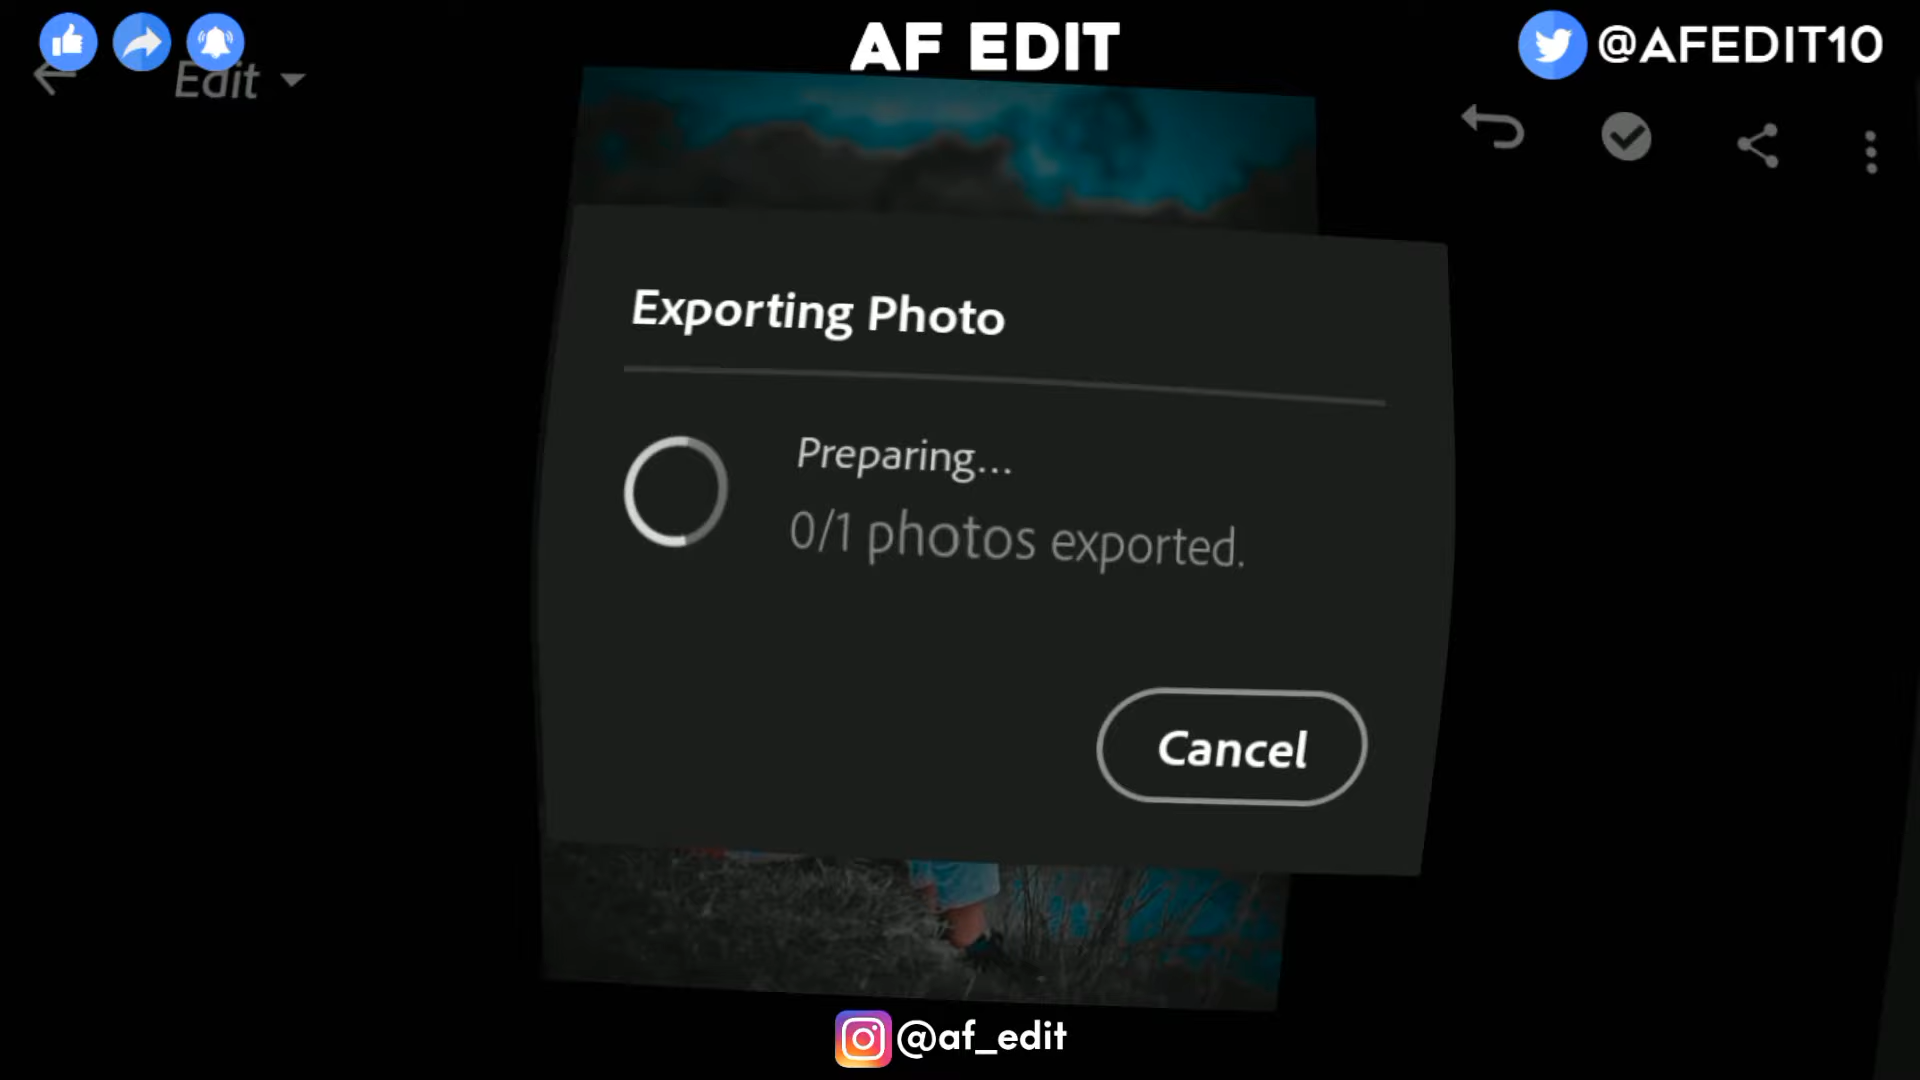 AF EDIT
@AFEDIT10
Edit
Exporting Photo
Preparing...
0/1 photos exported.
Cancel
@af_edit